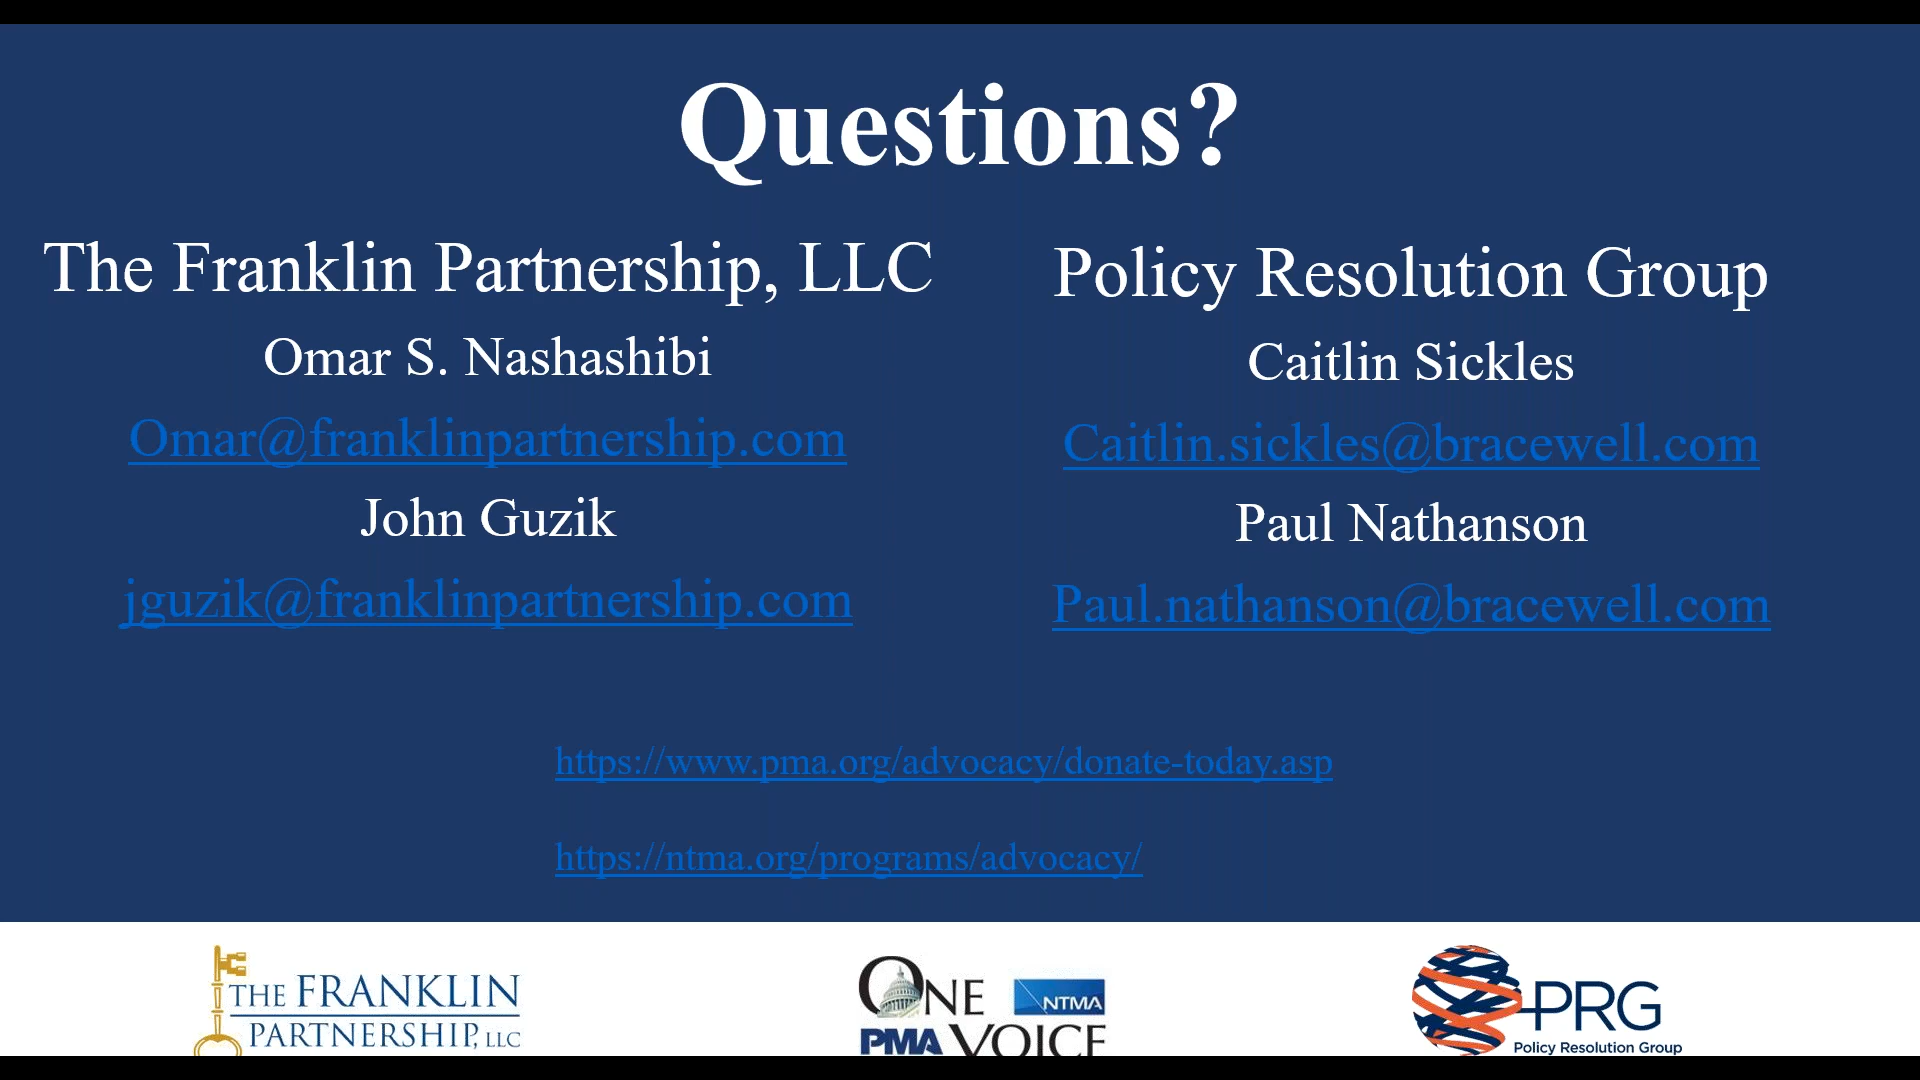 Questions?
The Franklin Partnership, LLC
Omar S. Nashashibi
Omar@franklinpartnership.com
John Guzik
jguzik@franklinpartnership.com
Policy Resolution Group
Caitlin Sickles
Caitlin.sickles@bracewell.com
Paul Nathanson
Paul.nathanson@bracewell.com
https://www.pma.org/advocacy/donate-today.asp
https://ntma.org/programs/advocacy/
THE FRANKLIN
PARTNERSHIP, LLC
ONE NTMA
PMA VOICE
PRG
Policy Resolution Group